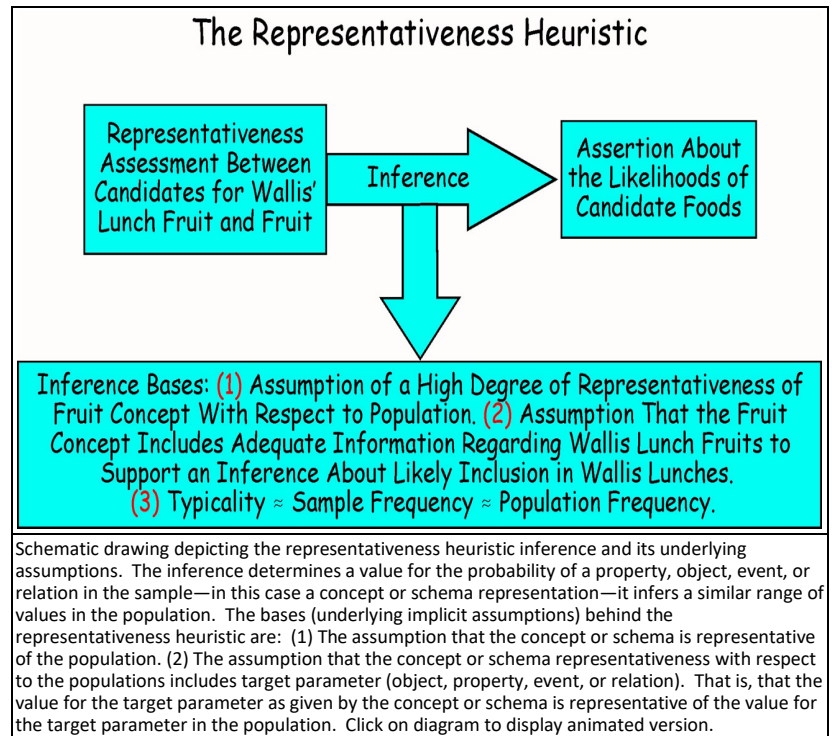 The Representativeness Heuristic
Representativeness
Assessment Between
Candidates for Wallis'
Lunch Fruit and Fruit
Inference
Assertion About
the Likelihoods of
Candidate Foods
Inference Bases: (1) Assumption of a High Degree of Representativeness of
Fruit Concept With Respect to Population. (2) Assumption That the Fruit
Concept Includes Adequate Information Regarding Wallis Lunch Fruits to
Support an Inference About Likely Inclusion in Wallis Lunches.
(3) Typicality ≈ Sample Frequency ≈ Population Frequency.
Schematic drawing depicting the representativeness heuristic inference and its underlying
assumptions.  The inference determines a value for the probability of a property, object, event, or
relation in the sample—in this case a concept or schema representation—it infers a similar range of
values in the population.  The bases (underlying implicit assumptions) behind the
representativeness heuristic are:  (1) The assumption that the concept or schema is representative
of the population. (2) The assumption that the concept or schema representativeness with respect
to the populations includes target parameter (object, property, event, or relation).  That is, that the
value for the target parameter as given by the concept or schema is representative of the value for
the target parameter in the population.  Click on diagram to display animated version.